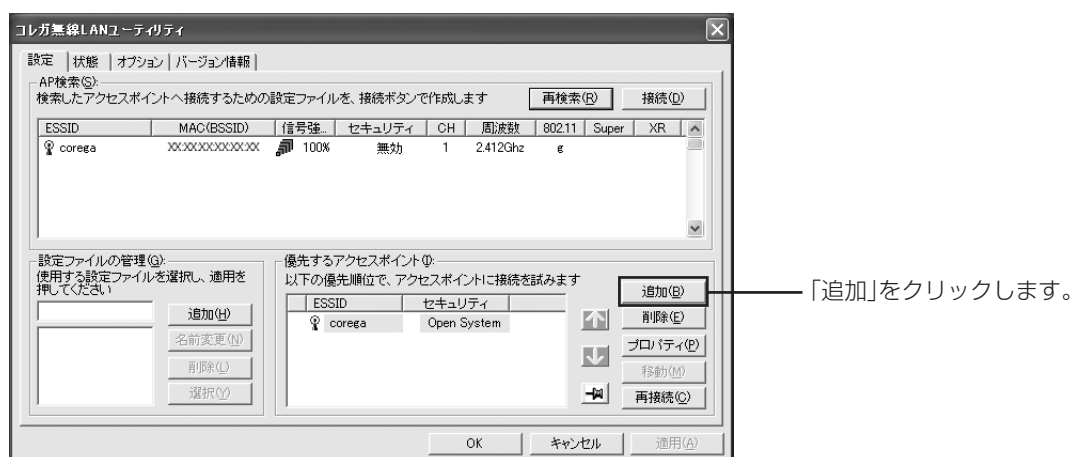 コレガ無線LANユーティリティ
設定 状態 オプション バージョン情報
AP検索(S):
検索したアクセスポイントへ接続するための設定ファイルを、接続ボタンで作成します 再検索(R) 接続(D)
ESSID MAC(BSSID) 信号強... セキュリティ CH 周波数 802.11 Super XR
corega XX:XX:XX:XX:XX:XX 100% 無効 1 2.412Ghz g
設定ファイルの管理(G):
使用する設定ファイルを選択し、適用を
押してください
追加(H)
名前変更(N)
削除(L)
選択(Y)
優先するアクセスポイント(I):
以下の優先順位で、アクセスポイントに接続を試みます
ESSID セキュリティ
corega Open System
追加(B)
削除(E)
プロパティ(P)
移動(M)
再接続(C)
「追加」をクリックします。
OK キャンセル 適用(A)